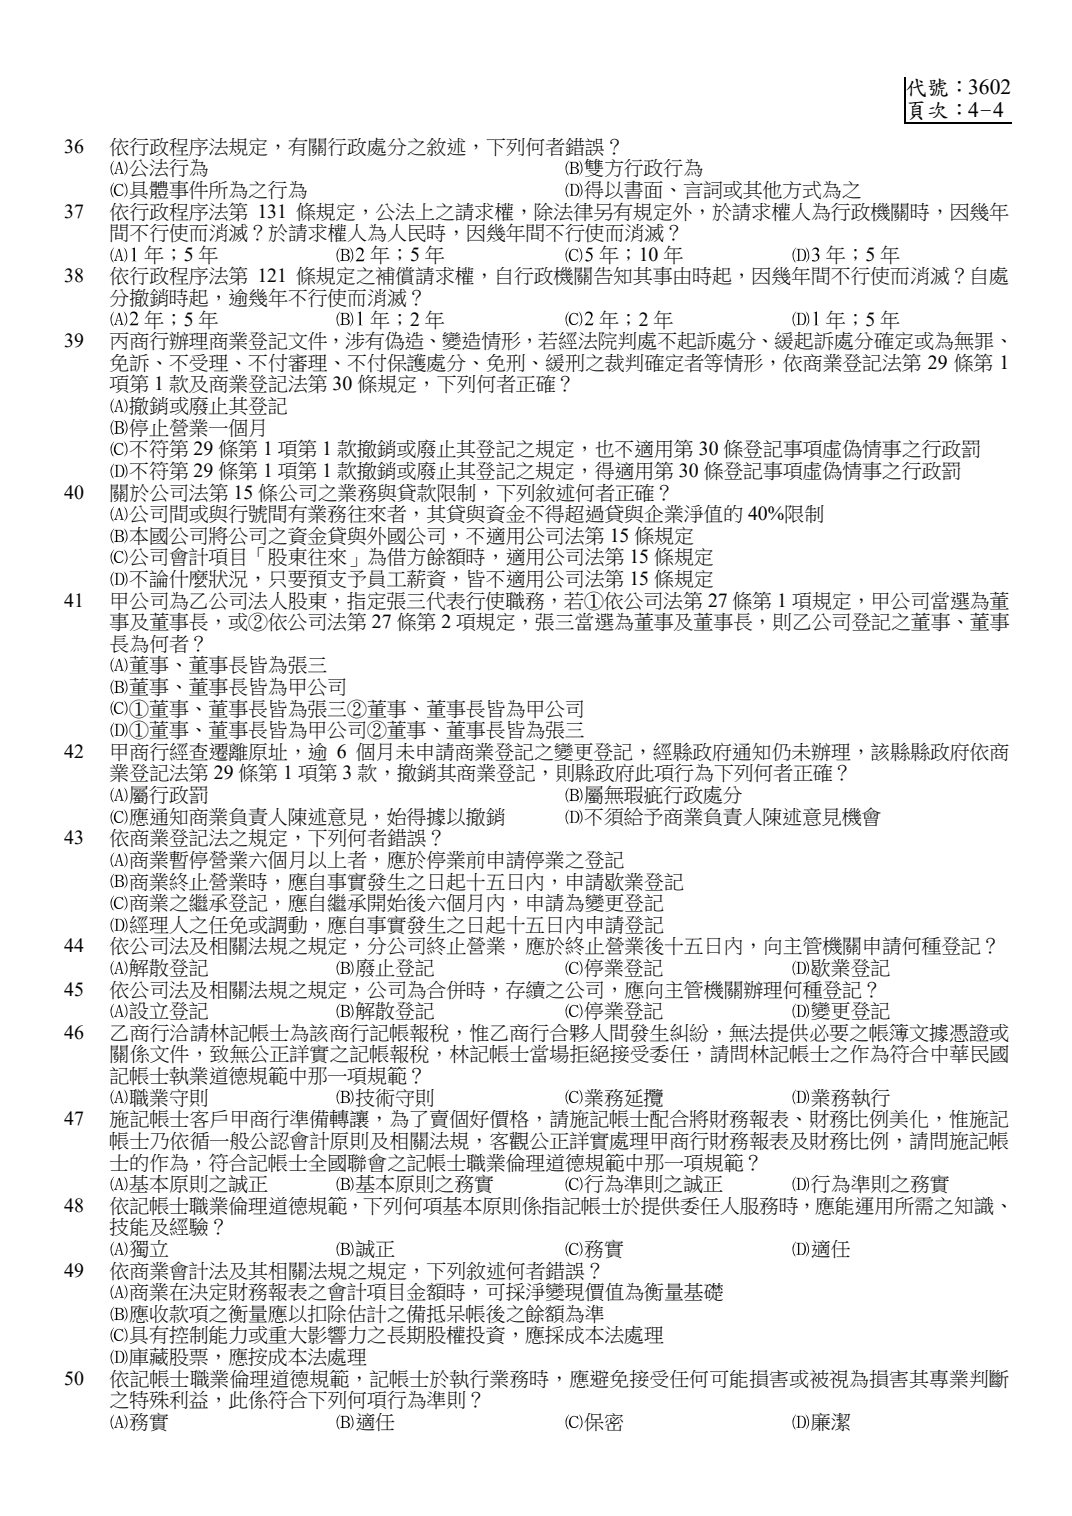 代號：3602
頁次：4-4
36 依行政程序法規定，有關行政處分之敘述，下列何者錯誤？
(A)公法行為 (B)雙方行政行為
(C)具體事件所為之行為 (D)得以書面、言詞或其他方式為之
37 依行政程序法第 131 條規定，公法上之請求權，除法律另有規定外，於請求權人為行政機關時，因幾年
間不行使而消滅？於請求權人為人民時，因幾年間不行使而消滅？
(A)1 年；5 年 (B)2 年；5 年 (C)5 年；10 年 (D)3 年；5 年
38 依行政程序法第 121 條規定之補償請求權，自行政機關告知其事由時起，因幾年間不行使而消滅？自處
分撤銷時起，逾幾年不行使而消滅？
(A)2 年；5 年 (B)1 年；2 年 (C)2 年；2 年 (D)1 年；5 年
39 丙商行辦理商業登記文件，涉有偽造、變造情形，若經法院判處不起訴處分、緩起訴處分確定或為無罪、
免訴、不受理、不付審理、不付保護處分、免刑、緩刑之裁判確定者等情形，依商業登記法第 29 條第 1
項第 1 款及商業登記法第 30 條規定，下列何者正確？
(A)撤銷或廢止其登記
(B)停止營業一個月
(C)不符第 29 條第 1 項第 1 款撤銷或廢止其登記之規定，也不適用第 30 條登記事項虛偽情事之行政罰
(D)不符第 29 條第 1 項第 1 款撤銷或廢止其登記之規定，得適用第 30 條登記事項虛偽情事之行政罰
40 關於公司法第 15 條公司之業務與貸款限制，下列敘述何者正確？
(A)公司間或與行號間有業務往來者，其貸與資金不得超過貸與企業淨值的 40%限制
(B)本國公司將公司之資金貸與外國公司，不適用公司法第 15 條規定
(C)公司會計項目「股東往來」為借方餘額時，適用公司法第 15 條規定
(D)不論什麼狀況，只要預支予員工薪資，皆不適用公司法第 15 條規定
41 甲公司為乙公司法人股東，指定張三代表行使職務，若①依公司法第 27 條第 1 項規定，甲公司當選為董
事及董事長，或②依公司法第 27 條第 2 項規定，張三當選為董事及董事長，則乙公司登記之董事、董事
長為何者？
(A)董事、董事長皆為張三
(B)董事、董事長皆為甲公司
(C)①董事、董事長皆為張三②董事、董事長皆為甲公司
(D)①董事、董事長皆為甲公司②董事、董事長皆為張三
42 甲商行經查遷離原址，逾 6 個月未申請商業登記之變更登記，經縣政府通知仍未辦理，該縣縣政府依商
業登記法第 29 條第 1 項第 3 款，撤銷其商業登記，則縣政府此項行為下列何者正確？
(A)屬行政罰 (B)屬無瑕疵行政處分
(C)應通知商業負責人陳述意見，始得據以撤銷 (D)不須給予商業負責人陳述意見機會
43 依商業登記法之規定，下列何者錯誤？
(A)商業暫停營業六個月以上者，應於停業前申請停業之登記
(B)商業終止營業時，應自事實發生之日起十五日內，申請歇業登記
(C)商業之繼承登記，應自繼承開始後六個月內，申請為變更登記
(D)經理人之任免或調動，應自事實發生之日起十五日內申請登記
44 依公司法及相關法規之規定，分公司終止營業，應於終止營業後十五日內，向主管機關申請何種登記？
(A)解散登記 (B)廢止登記 (C)停業登記 (D)歇業登記
45 依公司法及相關法規之規定，公司為合併時，存續之公司，應向主管機關辦理何種登記？
(A)設立登記 (B)解散登記 (C)停業登記 (D)變更登記
46 乙商行洽請林記帳士為該商行記帳報稅，惟乙商行合夥人間發生糾紛，無法提供必要之帳簿文據憑證或
關係文件，致無公正詳實之記帳報稅，林記帳士當場拒絕接受委任，請問林記帳士之作為符合中華民國
記帳士執業道德規範中那一項規範？
(A)職業守則 (B)技術守則 (C)業務延攬 (D)業務執行
47 施記帳士客戶甲商行準備轉讓，為了賣個好價格，請施記帳士配合將財務報表、財務比例美化，惟施記
帳士乃依循一般公認會計原則及相關法規，客觀公正詳實處理甲商行財務報表及財務比例，請問施記帳
士的作為，符合記帳士全國聯會之記帳士職業倫理道德規範中那一項規範？
(A)基本原則之誠正 (B)基本原則之務實 (C)行為準則之誠正 (D)行為準則之務實
48 依記帳士職業倫理道德規範，下列何項基本原則係指記帳士於提供委任人服務時，應能運用所需之知識、
技能及經驗？
(A)獨立 (B)誠正 (C)務實 (D)適任
49 依商業會計法及其相關法規之規定，下列敘述何者錯誤？
(A)商業在決定財務報表之會計項目金額時，可採淨變現價值為衡量基礎
(B)應收款項之衡量應以扣除估計之備抵呆帳後之餘額為準
(C)具有控制能力或重大影響力之長期股權投資，應採成本法處理
(D)庫藏股票，應按成本法處理
50 依記帳士職業倫理道德規範，記帳士於執行業務時，應避免接受任何可能損害或被視為損害其專業判斷
之特殊利益，此係符合下列何項行為準則？
(A)務實 (B)適任 (C)保密 (D)廉潔